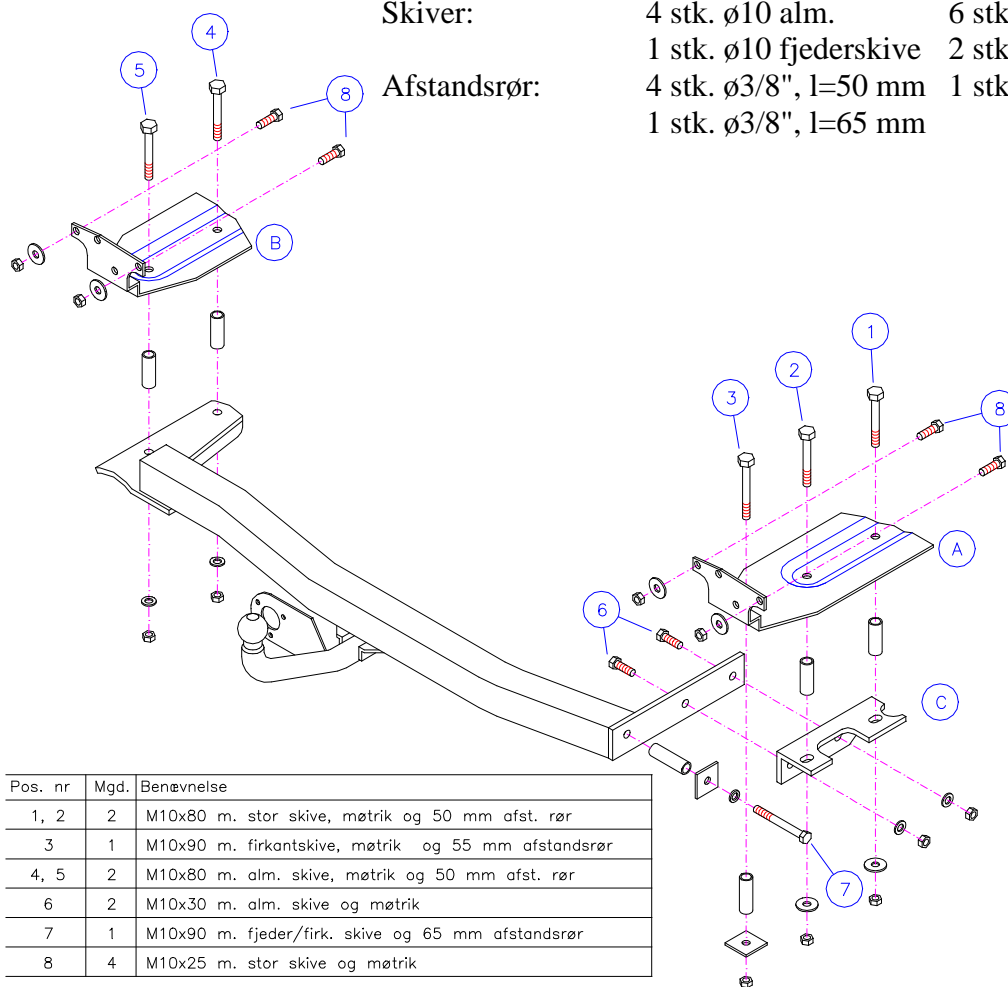 Skiver: 4 stk. ø10 alm. 6 stk
1 stk. ø10 fjederskive 2 stk
Afstandsrør: 4 stk. ø3/8", l=50 mm 1 stk
1 stk. ø3/8", l=65 mm
4
5
8
B
1
2
3
8
A
6
C
7
Pos. nr Mgd. Benævnelse
1, 2 2 M10x80 m. stor skive, møtrik og 50 mm afst. rør
3 1 M10x90 m. firkantskive, møtrik og 55 mm afstandsrør
4, 5 2 M10x80 m. alm. skive, møtrik og 50 mm afst. rør
6 2 M10x30 m. alm. skive og møtrik
7 1 M10x90 m. fjeder/firk. skive og 65 mm afstandsrør
8 4 M10x25 m. stor skive og møtrik